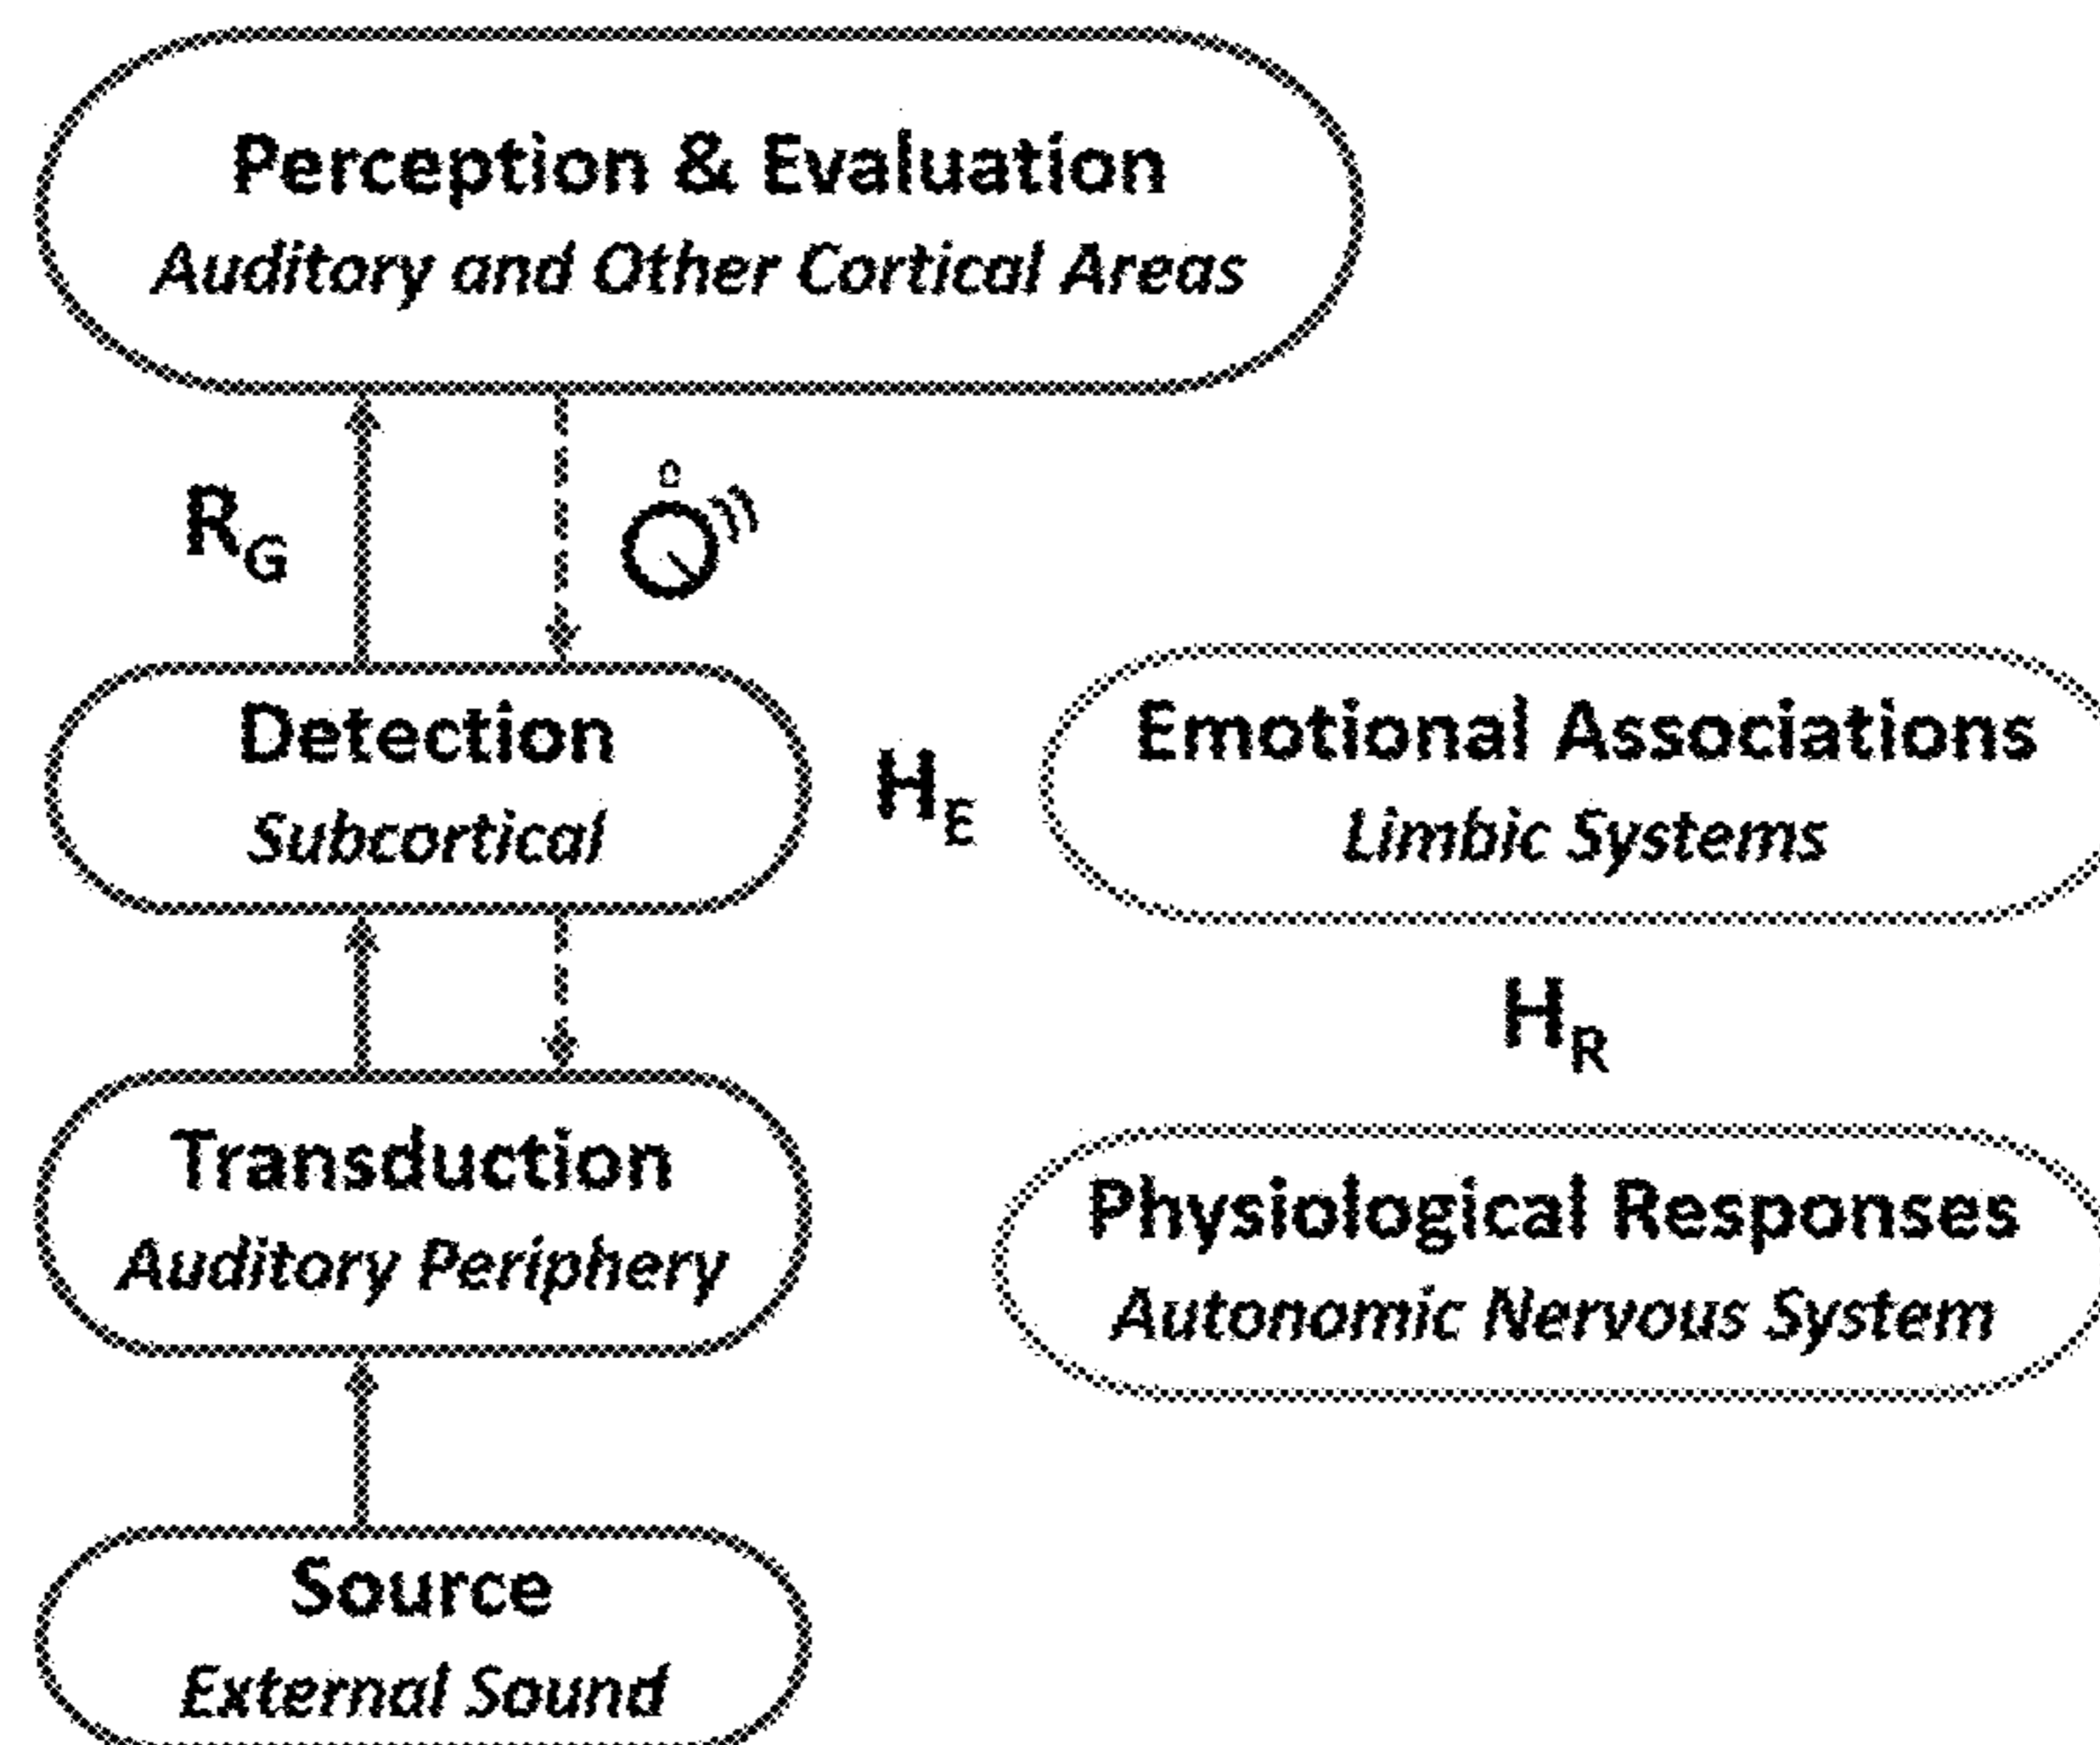 Perception & Evaluation
Auditory and Other Cortical Areas
R_G
0
Detection
Subcortical
H_E
Emotional Associations
Limbic Systems
H_R
Transduction
Auditory Periphery
Physiological Responses
Autonomic Nervous System
Source
External Sound